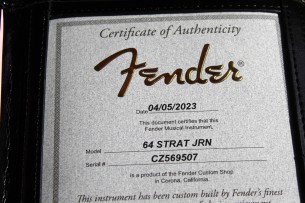 Certificate of Authenticity
Fender®
Date 04/05/2023
This document certifies that this
Fender Musical Instrument,
Model 64 STRAT JRN
Serial # CZ569507
is a product of the Fender Custom Shop
in Corona, California.
This instrument has been custom built by Fender's finest